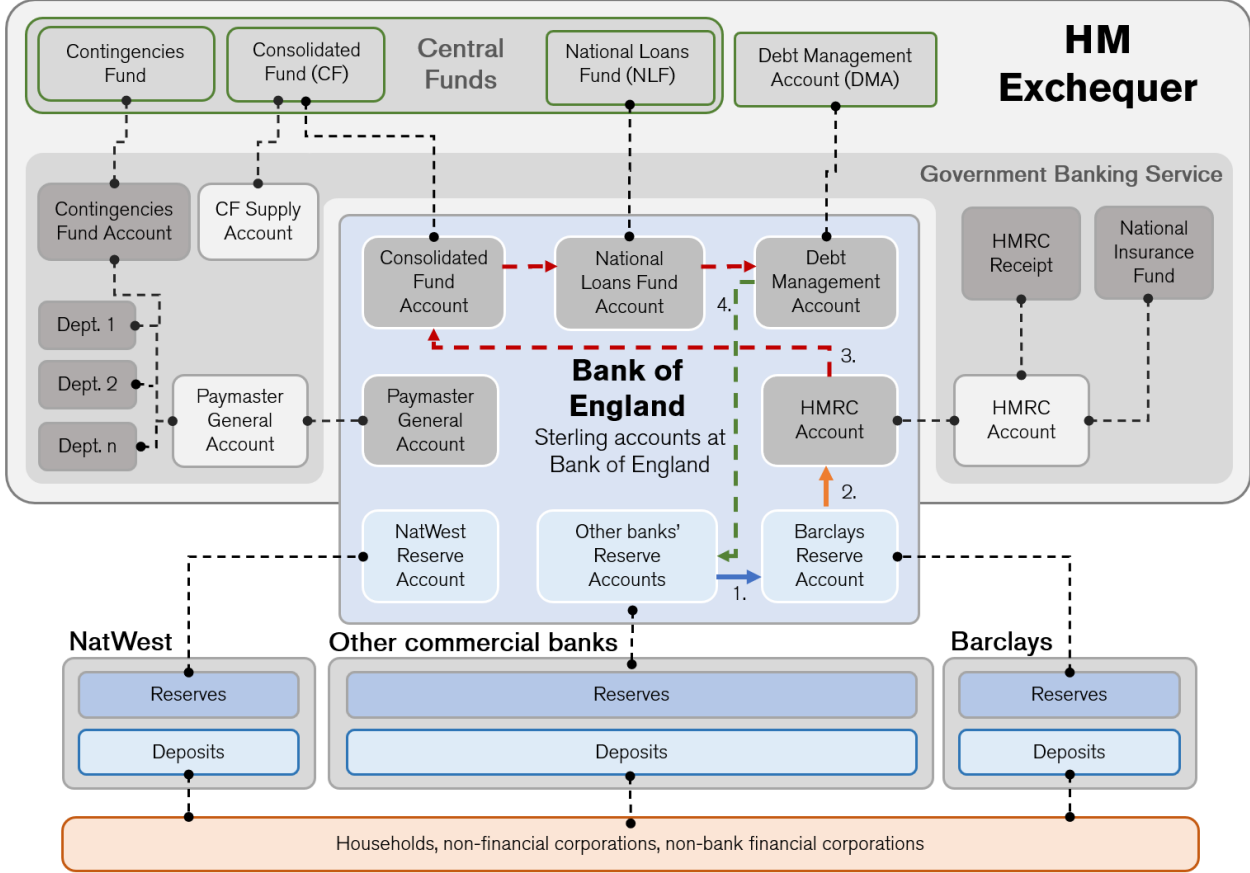 Contingencies
Fund
Consolidated
Fund (CF)
Central
Funds
National Loans
Fund (NLF)
Debt Management
Account (DMA)
HM
Exchequer
Government Banking Service
Contingencies
Fund Account
CF Supply
Account
Consolidated
Fund
Account
National
Loans Fund
Account
Debt
Management
Account
HMRC
Receipt
National
Insurance
Fund
4.
3.
Dept. 1
Dept. 2
Dept. n
Paymaster
General
Account
Paymaster
General
Account
Bank of
England
Sterling accounts at
Bank of England
HMRC
Account
HMRC
Account
2.
NatWest
Reserve
Account
Other banks'
Reserve
Accounts
1.
Barclays
Reserve
Account
NatWest
Other commercial banks
Barclays
Reserves
Reserves
Reserves
Deposits
Deposits
Deposits
Households, non-financial corporations, non-bank financial corporations